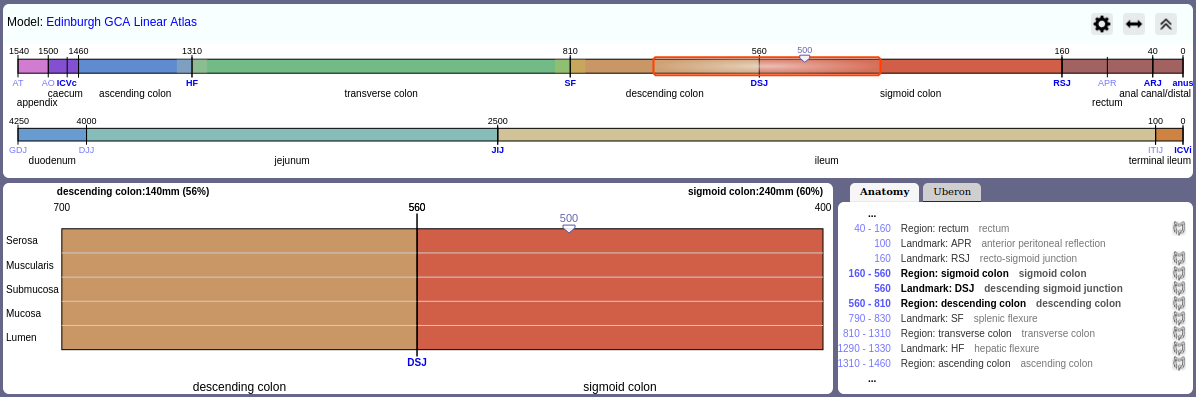 Model: Edinburgh GCA Linear Atlas
1540 1500 1460 1310 810 560 500 160 40 0
AT AO ICVc HF SF DSJ RSJ APR ARJ anus
caecum ascending colon transverse colon descending colon sigmoid colon anal canal/distal
appendix rectum
4250 4000 2500 100 0
GDJ DJJ JIJ ITIJ ICVi
duodenum jejunum ileum terminal ileum
descending colon:140mm (56%) sigmoid colon:240mm (60%)
700 560 400
500
Serosa
Muscularis
Submucosa
Mucosa
Lumen
DSJ
descending colon sigmoid colon
Anatomy Uberon
...
40 - 160 Region: rectum rectum
100 Landmark: APR anterior peritoneal reflection
160 Landmark: RSJ recto-sigmoid junction
160 - 560 Region: sigmoid colon sigmoid colon
560 Landmark: DSJ descending sigmoid junction
560 - 810 Region: descending colon descending colon
790 - 830 Landmark: SF splenic flexure
810 - 1310 Region: transverse colon transverse colon
1290 - 1330 Landmark: HF hepatic flexure
1310 - 1460 Region: ascending colon ascending colon
...